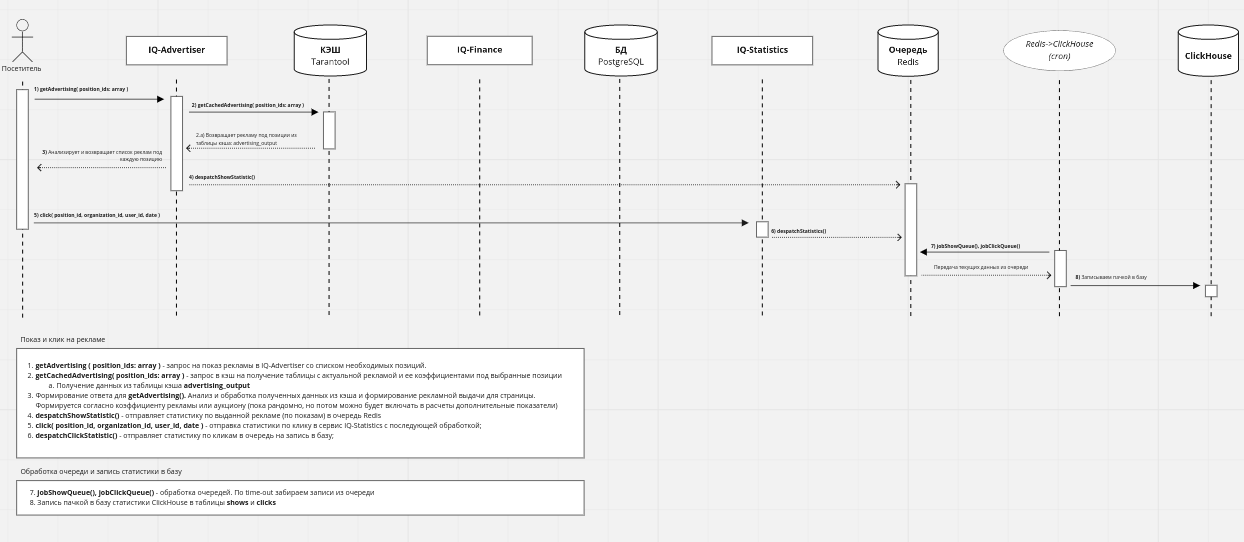 Посетитель
IQ-Advertiser
КЭШ
Tarantool
IQ-Finance
БД
PostgreSQL
IQ-Statistics
Очередь
Redis
Redis->ClickHouse
(cron)
ClickHouse
1) getAdvertising( position_ids: array )
2) getCachedAdvertising( position_ids: array )
2.a) Возвращает рекламу под позиции из
таблицы кэша: advertising_output
3) Анализирует и возвращает список реклам под
каждую позицию
4) despatchShowStatistic()
5) click( position_id, organization_id, user_id, date )
6) despatchStatistics()
7) jobShowQueue(), jobClickQueue()
Передача текущих данных из очереди
8) Записываем пачкой в базу
Показ и клик на рекламе
1. getAdvertising ( position_ids: array ) - запрос на показ рекламы в IQ-Advertiser со списком необходимых позиций.
2. getCachedAdvertising( position_ids: array ) - запрос в кэш на получение таблицы с актуальной рекламой и ее коэффициентами под выбранные позиции
a. Получение данных из таблицы кэша advertising_output
3. Формирование ответа для getAdvertising(). Анализ и обработка полученных данных из кэша и формирование рекламной выдачи для страницы.
Формируется согласно коэффициенту рекламы или аукциону (пока рандомно, но потом можно будет включать в расчеты дополнительные показатели)
4. despatchShowStatistic() - отправляет статистику по выданной рекламе (по показам) в очередь Redis
5. click( position_id, organization_id, user_id, date ) - отправка статистики по клику в сервис IQ-Statistics с последующей обработкой;
6. despatchClickStatistic() - отправляет статистику по кликам в очередь на запись в базу;
Обработка очереди и запись статистики в базу
7. jobShowQueue(), jobClickQueue() - обработка очередей. По time-out забираем записи из очереди
8. Запись пачкой в базу статистики ClickHouse в таблицы shows и clicks